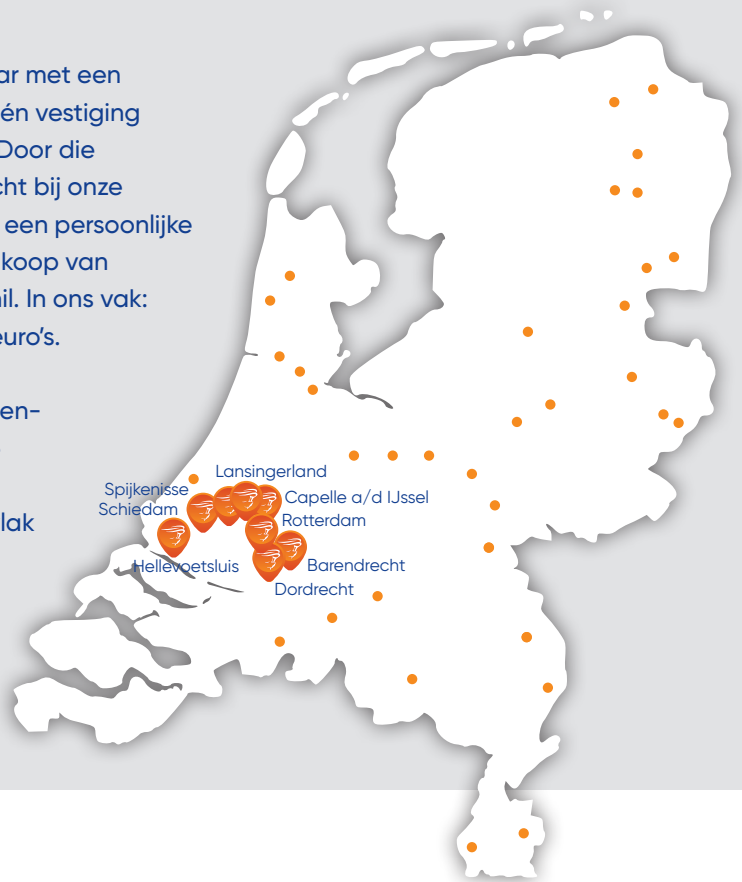 ar met een
én vestiging
Door die
cht bij onze
een persoonlijke
koop van
il. In ons vak:
euro's.
en-
lak
Lansingerland
Spijkenisse
Capelle a/d IJssel
Schiedam
Rotterdam
Hellevoetsluis
Barendrecht
Dordrecht